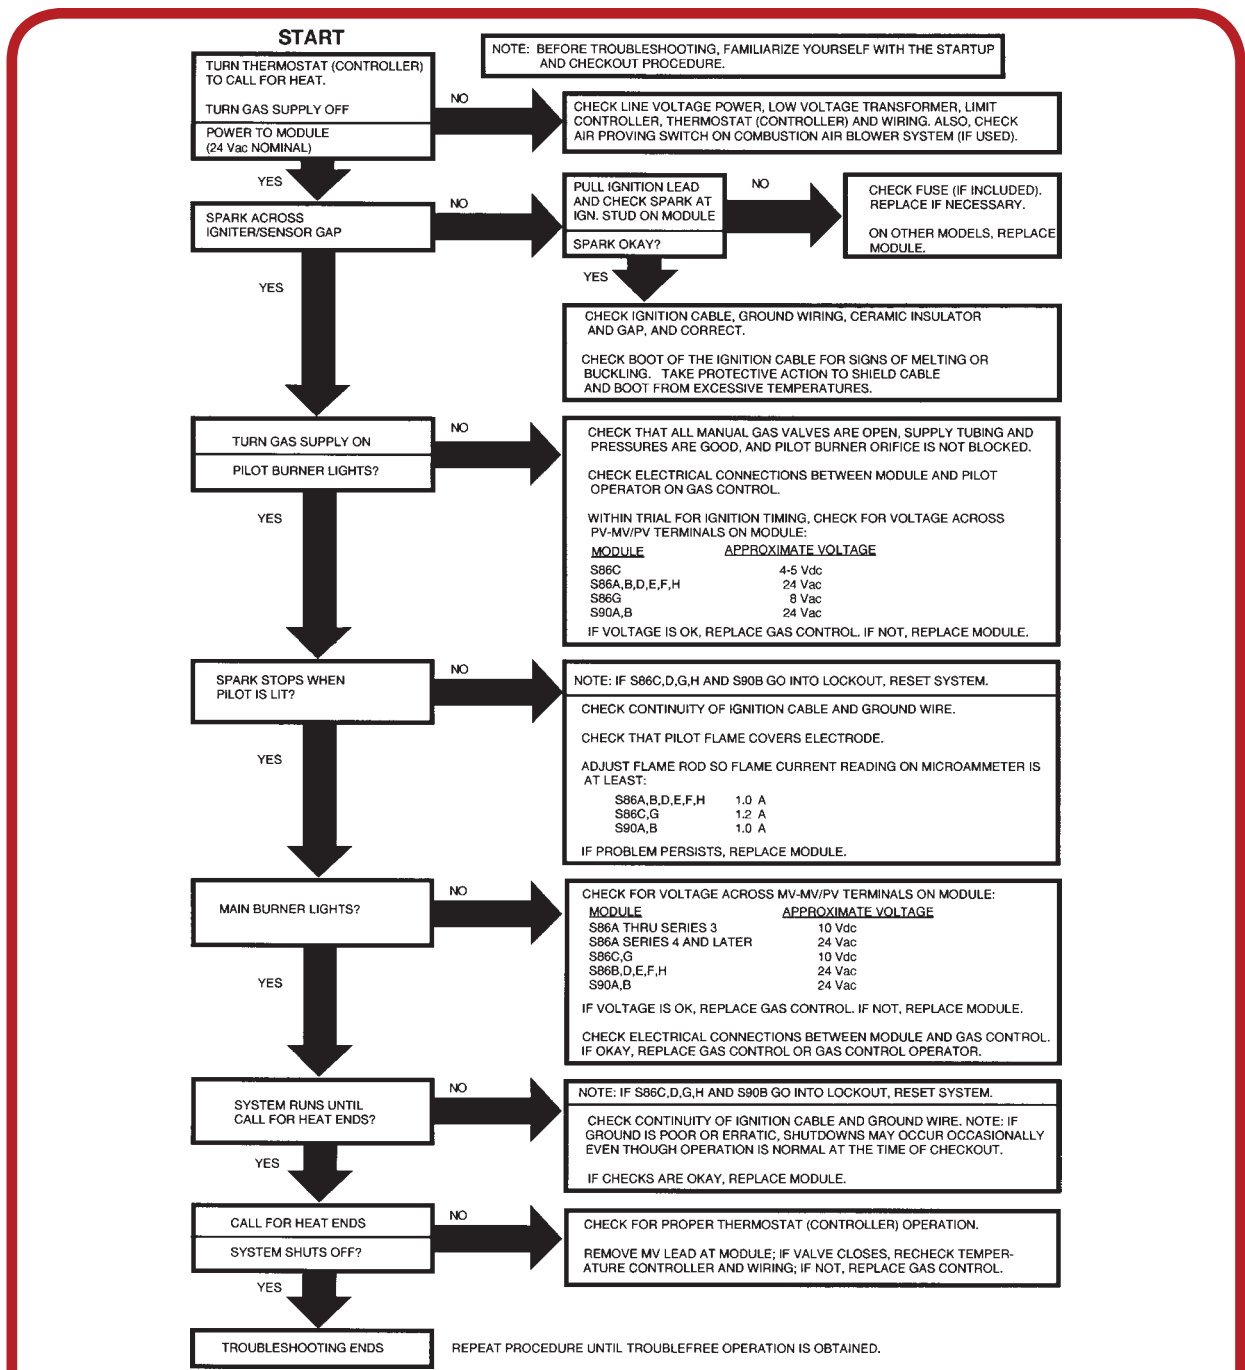 START
NOTE: BEFORE TROUBLESHOOTING, FAMILIARIZE YOURSELF WITH THE STARTUP
AND CHECKOUT PROCEDURE.
TURN THERMOSTAT (CONTROLLER)
TO CALL FOR HEAT.
TURN GAS SUPPLY OFF
POWER TO MODULE
(24 Vac NOMINAL)
NO
CHECK LINE VOLTAGE POWER, LOW VOLTAGE TRANSFORMER, LIMIT
CONTROLLER, THERMOSTAT (CONTROLLER) AND WIRING. ALSO, CHECK
AIR PROVING SWITCH ON COMBUSTION AIR BLOWER SYSTEM (IF USED).
YES
SPARK ACROSS
IGNITER/SENSOR GAP
NO
PULL IGNITION LEAD
AND CHECK SPARK AT
IGN. STUD ON MODULE
SPARK OKAY?
NO
CHECK FUSE (IF INCLUDED).
REPLACE IF NECESSARY.
ON OTHER MODELS, REPLACE
MODULE.
YES
CHECK IGNITION CABLE, GROUND WIRING, CERAMIC INSULATOR
AND GAP, AND CORRECT.
CHECK BOOT OF THE IGNITION CABLE FOR SIGNS OF MELTING OR
BUCKLING. TAKE PROTECTIVE ACTION TO SHIELD CABLE
AND BOOT FROM EXCESSIVE TEMPERATURES.
YES
TURN GAS SUPPLY ON
PILOT BURNER LIGHTS?
NO
CHECK THAT ALL MANUAL GAS VALVES ARE OPEN, SUPPLY TUBING AND
PRESSURES ARE GOOD, AND PILOT BURNER ORIFICE IS NOT BLOCKED.
CHECK ELECTRICAL CONNECTIONS BETWEEN MODULE AND PILOT
OPERATOR ON GAS CONTROL.
WITHIN TRIAL FOR IGNITION TIMING, CHECK FOR VOLTAGE ACROSS
PV-MV/PV TERMINALS ON MODULE:
MODULE APPROXIMATE VOLTAGE
S86C 4-5 Vdc
S86A,B,D,E,F,H 24 Vac
S86G 8 Vac
S90A,B 24 Vac
IF VOLTAGE IS OK, REPLACE GAS CONTROL. IF NOT, REPLACE MODULE.
YES
SPARK STOPS WHEN
PILOT IS LIT?
NO
NOTE: IF S86C,D,G,H AND S90B GO INTO LOCKOUT, RESET SYSTEM.
CHECK CONTINUITY OF IGNITION CABLE AND GROUND WIRE.
CHECK THAT PILOT FLAME COVERS ELECTRODE.
ADJUST FLAME ROD SO FLAME CURRENT READING ON MICROAMMETER IS
AT LEAST:
S86A,B,D,E,F,H 1.0 A
S86C,G 1.2 A
S90A,B 1.0 A
IF PROBLEM PERSISTS, REPLACE MODULE.
YES
MAIN BURNER LIGHTS?
NO
CHECK FOR VOLTAGE ACROSS MV-MV/PV TERMINALS ON MODULE:
MODULE APPROXIMATE VOLTAGE
S86A THRU SERIES 3 10 Vdc
S86A SERIES 4 AND LATER 24 Vac
S86C,G 10 Vdc
S86B,D,E,F,H 24 Vac
S90A,B 24 Vac
IF VOLTAGE IS OK, REPLACE GAS CONTROL. IF NOT, REPLACE MODULE.
CHECK ELECTRICAL CONNECTIONS BETWEEN MODULE AND GAS CONTROL.
IF OKAY, REPLACE GAS CONTROL OR GAS CONTROL OPERATOR.
YES
SYSTEM RUNS UNTIL
CALL FOR HEAT ENDS?
NO
NOTE: IF S86C,D,G,H AND S90B GO INTO LOCKOUT, RESET SYSTEM.
CHECK CONTINUITY OF IGNITION CABLE AND GROUND WIRE. NOTE: IF
GROUND IS POOR OR ERRATIC, SHUTDOWNS MAY OCCUR OCCASIONALLY
EVEN THOUGH OPERATION IS NORMAL AT THE TIME OF CHECKOUT.
IF CHECKS ARE OKAY, REPLACE MODULE.
YES
CALL FOR HEAT ENDS
SYSTEM SHUTS OFF?
NO
CHECK FOR PROPER THERMOSTAT (CONTROLLER) OPERATION.
REMOVE MV LEAD AT MODULE; IF VALVE CLOSES, RECHECK TEMPER-
ATURE CONTROLLER AND WIRING; IF NOT, REPLACE GAS CONTROL.
YES
TROUBLESHOOTING ENDS
REPEAT PROCEDURE UNTIL TROUBLEFREE OPERATION IS OBTAINED.